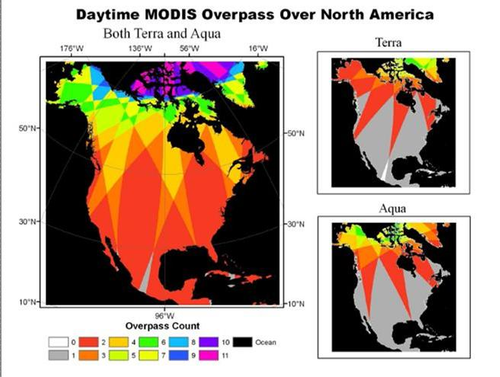 Daytime MODIS Overpass Over North America
Both Terra and Aqua
176°W 130°W 56°W 16°W
50°N 50°N
30°N 30°N
10°N 10°N
96°W
Terra
Aqua
Overpass Count
0 2 4 6 8 10 Ocean
1 3 5 7 9 11